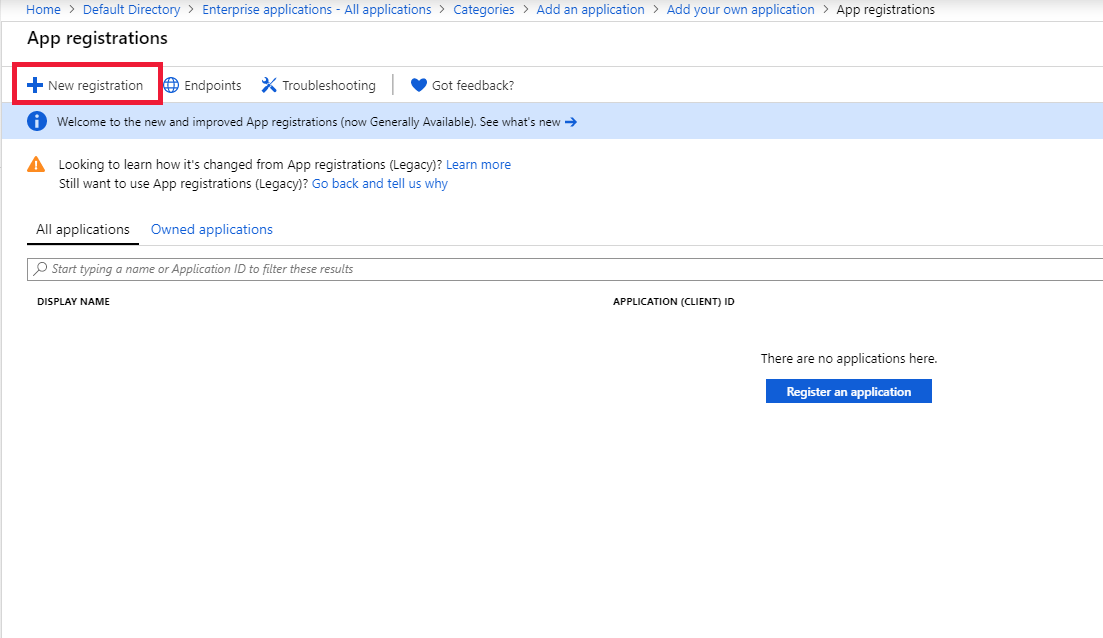 Home > Default Directory > Enterprise applications - All applications > Categories > Add an application > Add your own application > App registrations
App registrations
New registration Endpoints Troubleshooting Got feedback?
Welcome to the new and improved App registrations (now Generally Available). See what's new →
Looking to learn how it's changed from App registrations (Legacy)? Learn more
Still want to use App registrations (Legacy)? Go back and tell us why
All applications Owned applications
Start typing a name or Application ID to filter these results
DISPLAY NAME APPLICATION (CLIENT) ID
There are no applications here.
Register an application